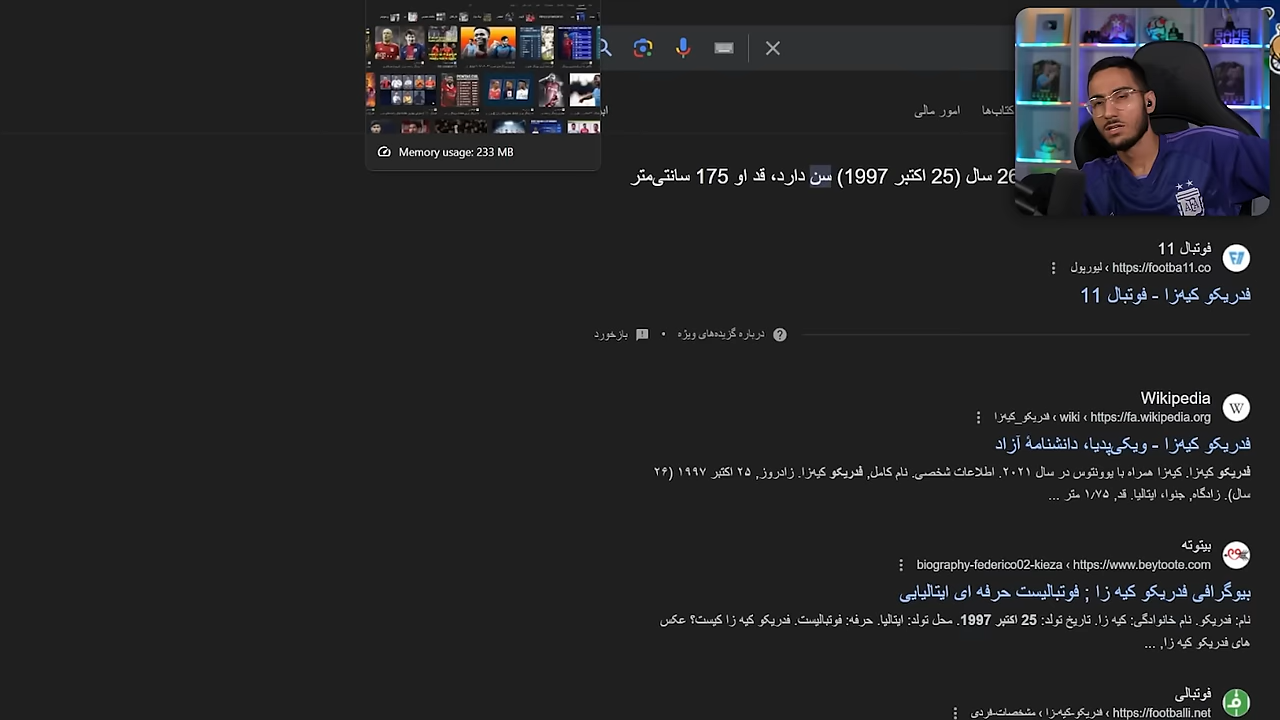 Memory usage: 233 MB
کتاب‌ها
امور مالی
26 سال (25 اکتبر 1997) سن دارد، قد او 175 سانتی‌متر
GAME OVER
فوتبال 11
https://footba11.co › لیورپول
فدریکو کیه‌زا - فوتبال 11
درباره گزیده‌های ویژه • بازخورد
Wikipedia
https://fa.wikipedia.org › wiki › فدریکو_کیه‌زا
فدریکو کیه‌زا - ویکی‌پدیا، دانشنامهٔ آزاد
فدریکو کیه‌زا. کیه‌زا همراه با یوونتوس در سال ۲۰۲۱. اطلاعات شخصی. نام کامل, فدریکو کیه‌زا. زادروز, ۲۵ اکتبر ۱۹۹۷ (۲۶
سال). زادگاه, جنوا، ایتالیا. قد, ۱٫۷۵ متر ...
بیتوته
https://www.beytoote.com › biography-federico02-kieza
بیوگرافی فدریکو کیه زا ; فوتبالیست حرفه ای ایتالیایی
نام: فدریکو. نام خانوادگی: کیه زا. تاریخ تولد: 25 اکتبر 1997. محل تولد: ایتالیا. حرفه: فوتبالیست. فدریکو کیه زا کیست؟ عکس
های فدریکو کیه زا, ...
فوتبالی
https://footballi.net › فدریکو-کیه‌زا › مشخصات-فردی